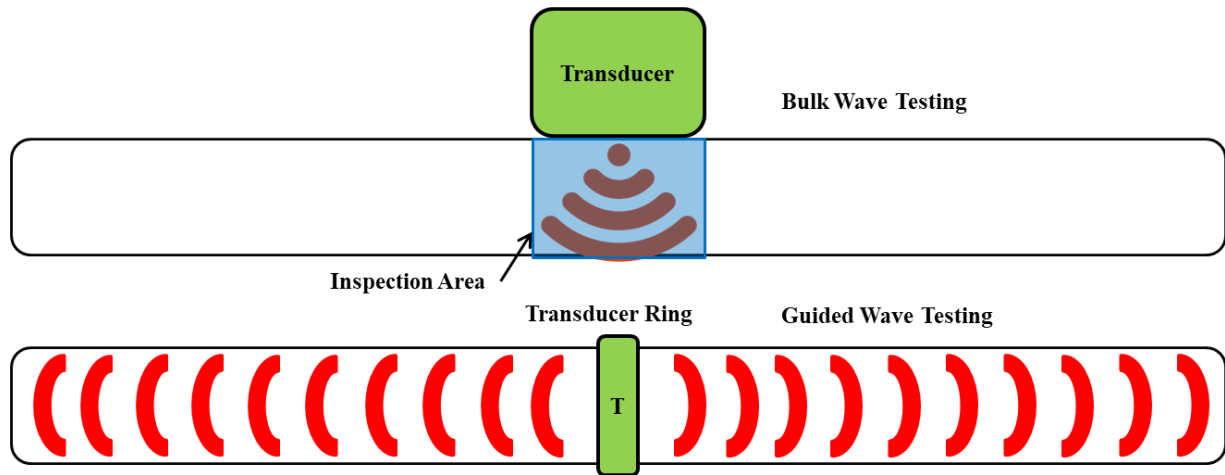 Transducer
Bulk Wave Testing
Inspection Area
Transducer Ring
Guided Wave Testing
T